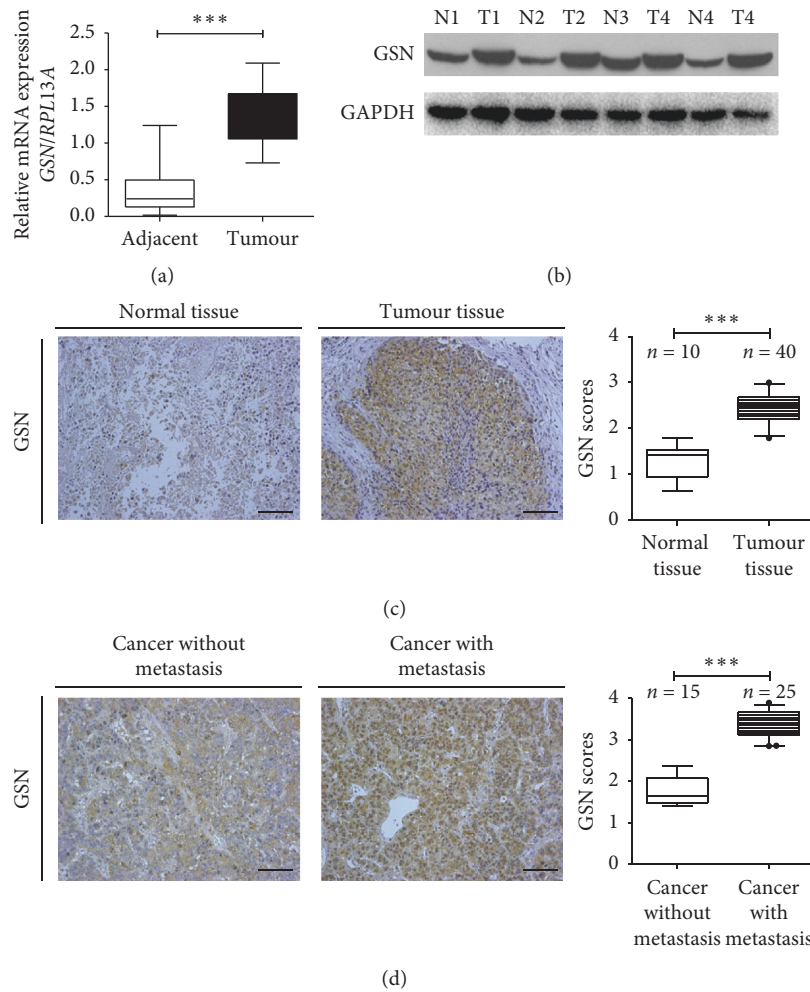 Relative mRNA expression
GSN/RPL13A
2.5
2.0
1.5
1.0
0.5
0.0
***
Adjacent Tumour
(a)
N1 T1 N2 T2 N3 T4 N4 T4
GSN
GAPDH
(b)
Normal tissue
Tumour tissue
GSN
GSN scores
4
3
2
1
0
***
n = 10 n = 40
Normal
tissue
Tumour
tissue
(c)
Cancer without
metastasis
Cancer with
metastasis
GSN
GSN scores
4
3
2
1
0
***
n = 15 n = 25
Cancer
without
metastasis
Cancer
with
metastasis
(d)